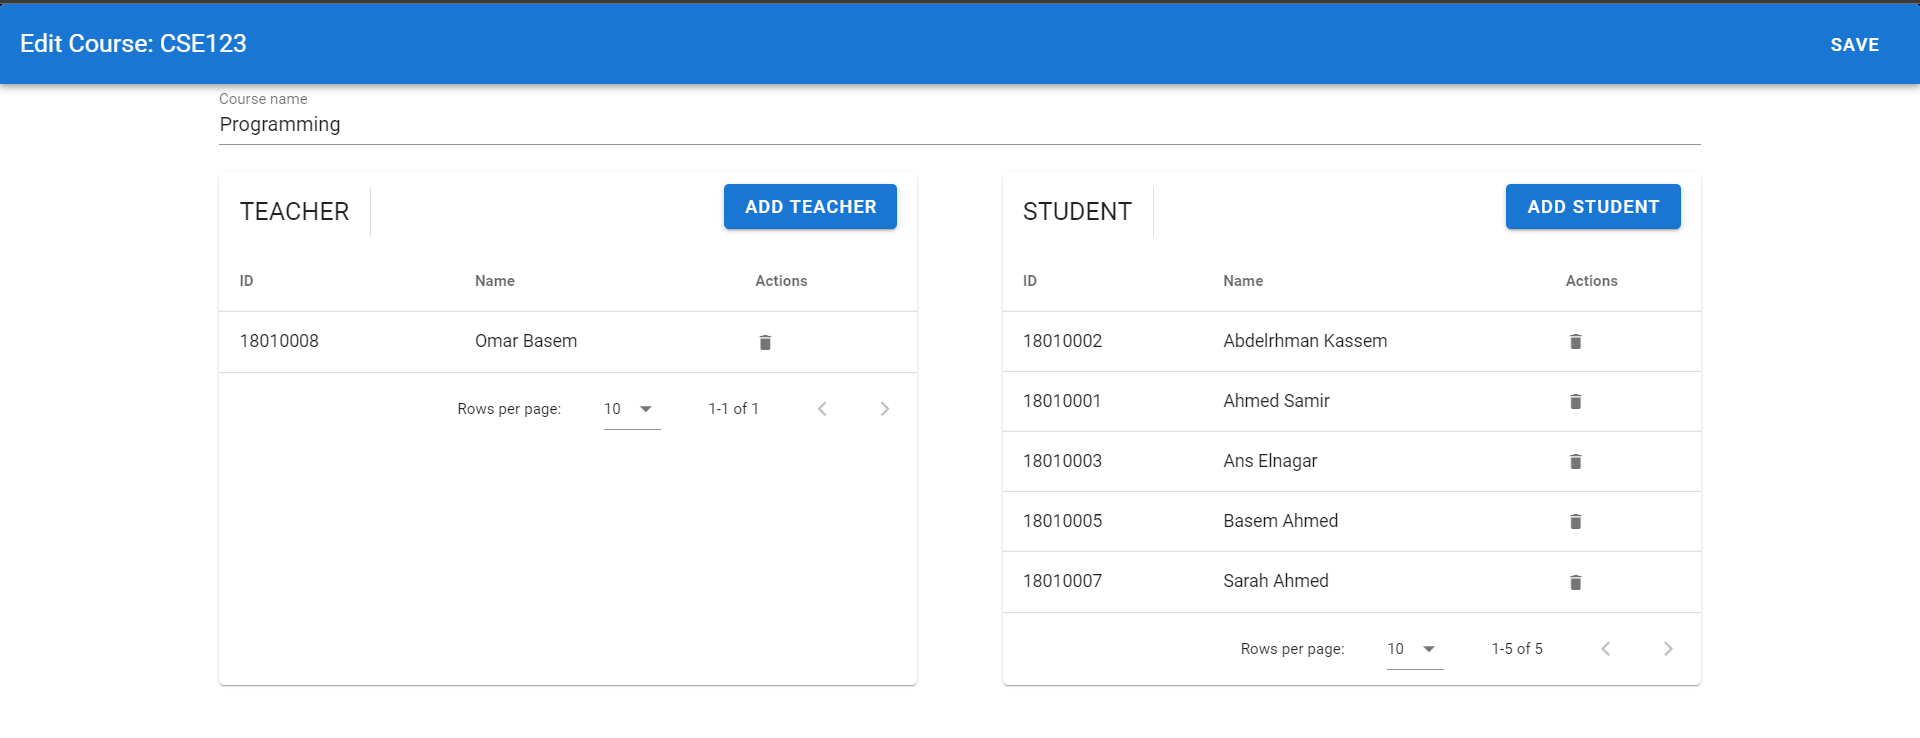 Edit Course: CSE123
SAVE
Course name
Programming
TEACHER
ADD TEACHER
ID Name Actions
18010008 Omar Basem
Rows per page: 10 1-1 of 1
STUDENT
ADD STUDENT
ID Name Actions
18010002 Abdelrhman Kassem
18010001 Ahmed Samir
18010003 Ans Elnagar
18010005 Basem Ahmed
18010007 Sarah Ahmed
Rows per page: 10 1-5 of 5